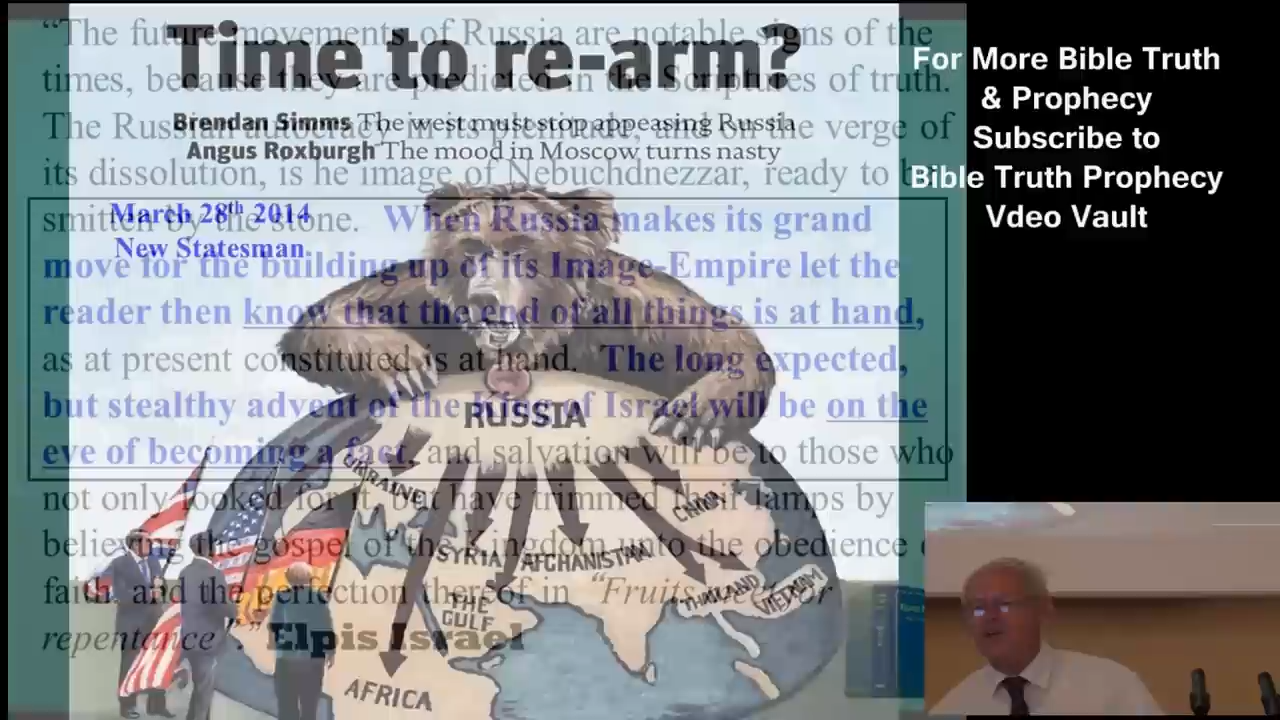 Time to re-arm?
Brendan Simms The west must stop appeasing Russia
Angus Roxburgh The mood in Moscow turns nasty
March 28th 2014
New Statesman
RUSSIA
UKRAINE
CHINA
SYRIA
AFGHANISTAN
THE
GULF
THAILAND
VIETNAM
AFRICA
“The future movements of Russia are notable signs of the
times, because they are predicted in the Scriptures of truth.
The Russian autocracy in its plenitude, and on the verge of
its dissolution, is he image of Nebuchdnezzar, ready to be
smitten by the stone. When Russia makes its grand
move for the building up of its Image-Empire let the
reader then know that the end of all things is at hand,
as at present constituted is at hand. The long expected,
but stealthy advent of the King of Israel will be on the
eve of becoming a fact, and salvation will be to those who
not only looked for it, but have trimmed their lamps by
believing the gospel of the Kingdom unto the obedience
faith, and the perfection thereof in “Fruits meet for
repentance”.” Elpis Israel
For More Bible Truth
& Prophecy
Subscribe to
Bible Truth Prophecy
Vdeo Vault